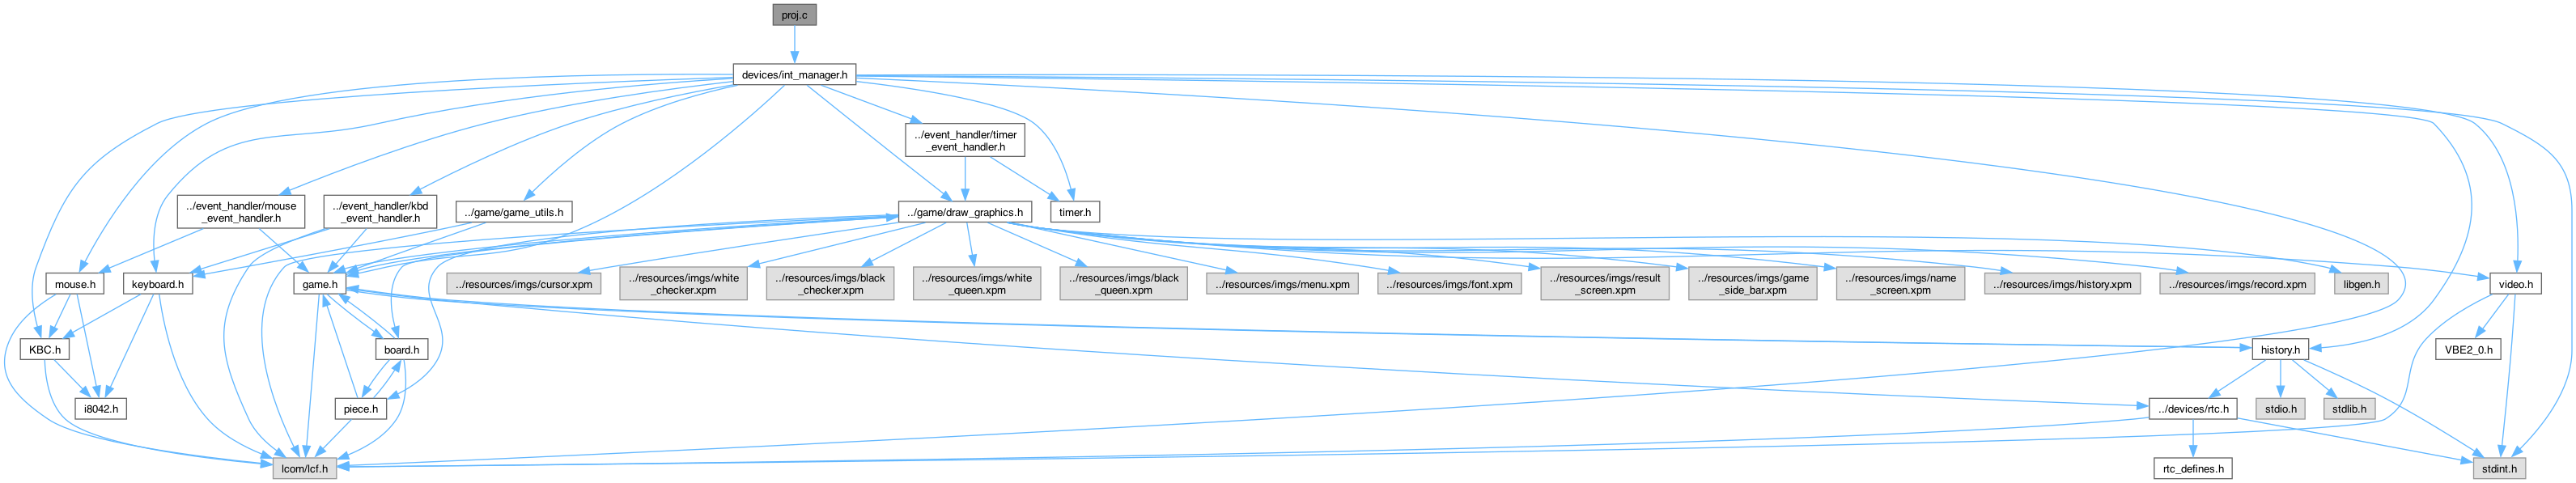 proj.c
devices/int_manager.h
../event_handler/timer
_event_handler.h
../event_handler/mouse
_event_handler.h
../event_handler/kbd
_event_handler.h
../game/game_utils.h
../game/draw_graphics.h
timer.h
mouse.h
keyboard.h
game.h
../resources/imgs/cursor.xpm
../resources/imgs/white
_checker.xpm
../resources/imgs/black
_checker.xpm
../resources/imgs/white
_queen.xpm
../resources/imgs/black
_queen.xpm
../resources/imgs/menu.xpm
../resources/imgs/font.xpm
../resources/imgs/result
_screen.xpm
../resources/imgs/game
_side_bar.xpm
../resources/imgs/name
_screen.xpm
../resources/imgs/history.xpm
../resources/imgs/record.xpm
libgen.h
video.h
KBC.h
board.h
history.h
VBE2_0.h
i8042.h
piece.h
../devices/rtc.h
stdio.h
stdlib.h
lcom/lcf.h
rtc_defines.h
stdint.h